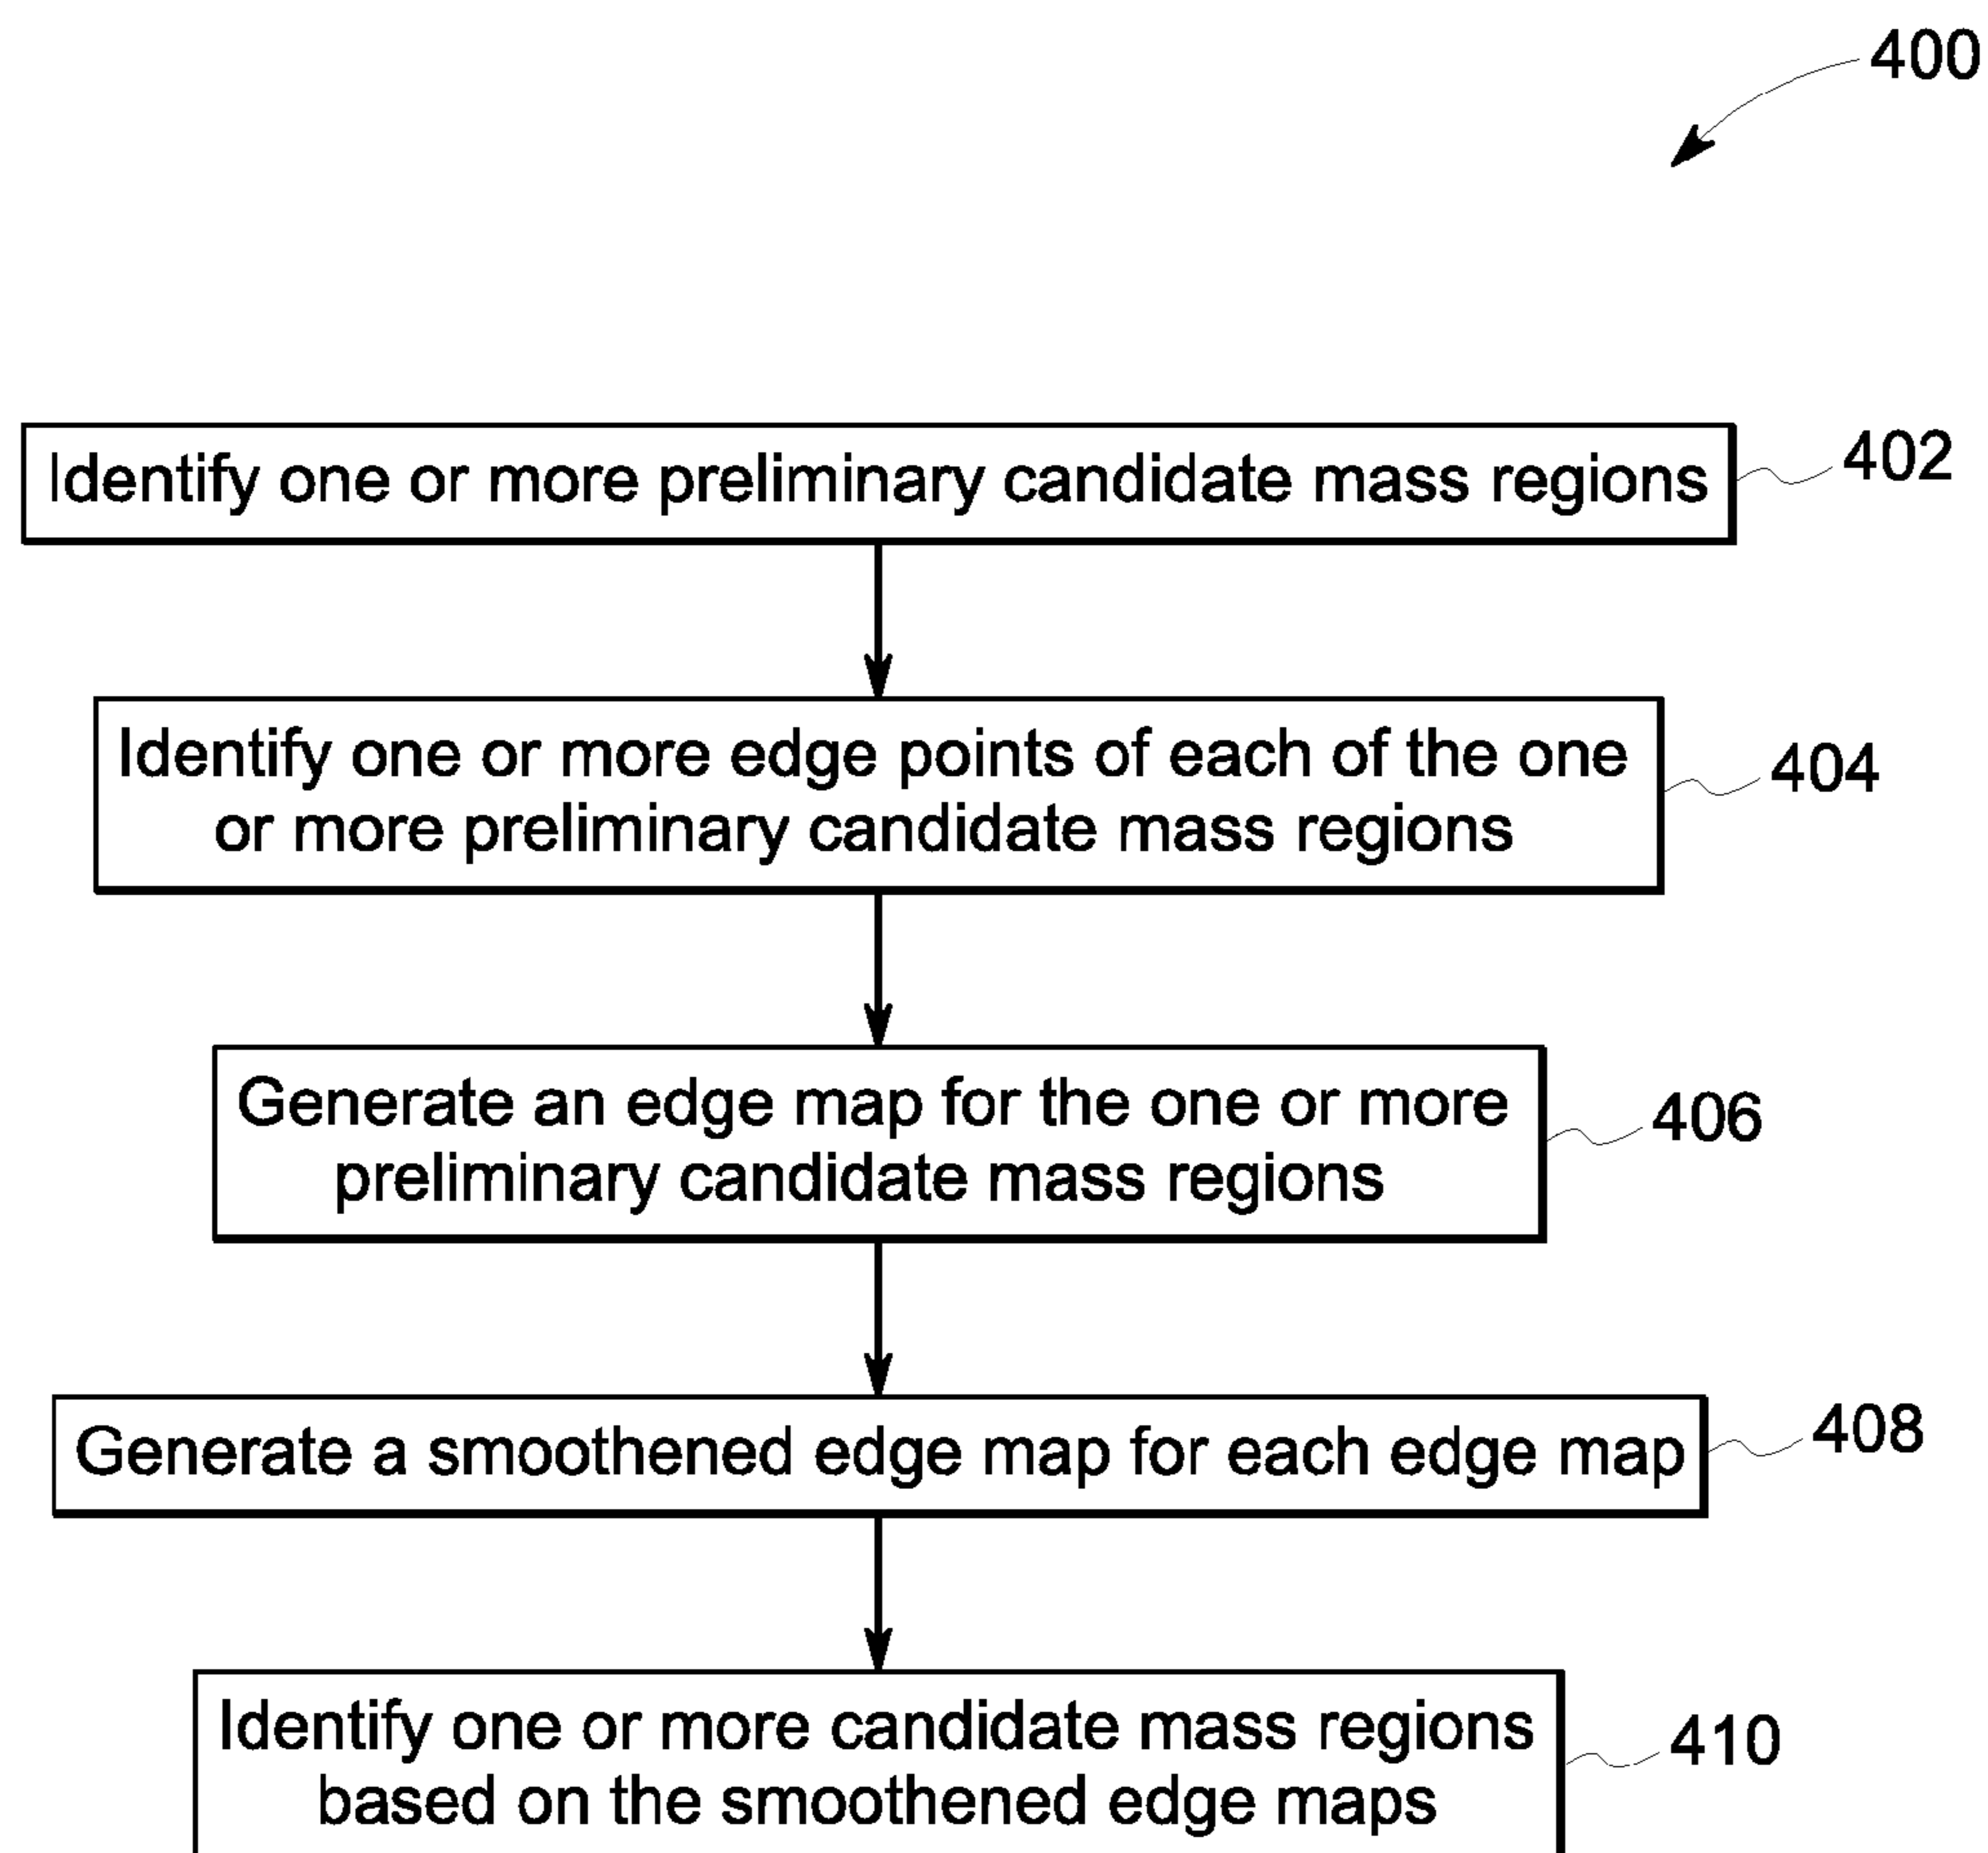 400
Identify one or more preliminary candidate mass regions
402
Identify one or more edge points of each of the one
or more preliminary candidate mass regions
404
Generate an edge map for the one or more
preliminary candidate mass regions
406
Generate a smoothened edge map for each edge map
408
Identify one or more candidate mass regions
based on the smoothened edge maps
410